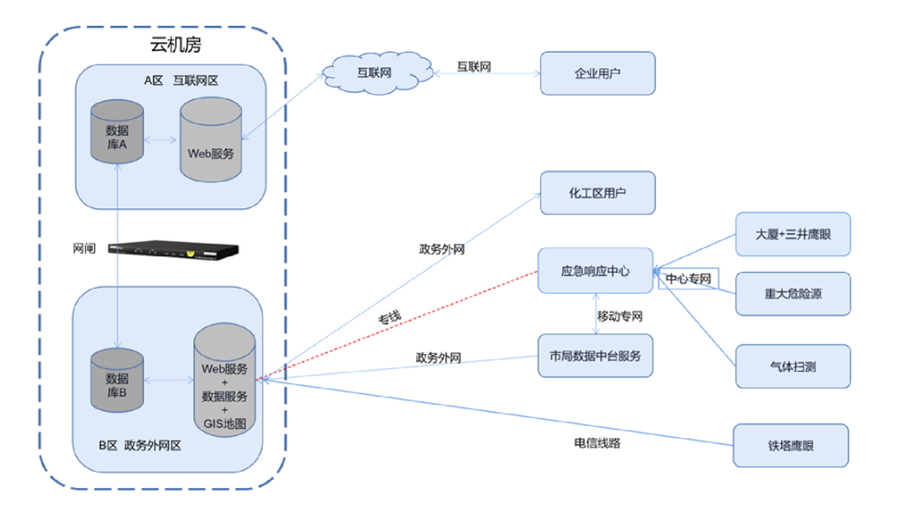 云机房
A区 互联网区
数据
库A
Web服务
互联网
互联网
企业用户
化工区用户
网闸
政务外网
应急响应中心
大厦+三井鹰眼
中心专网
重大危险源
专线
移动专网
政务外网
市局数据中台服务
气体扫测
数据
库B
Web服务
+
数据服务
+
GIS地图
B区 政务外网区
电信线路
铁塔鹰眼